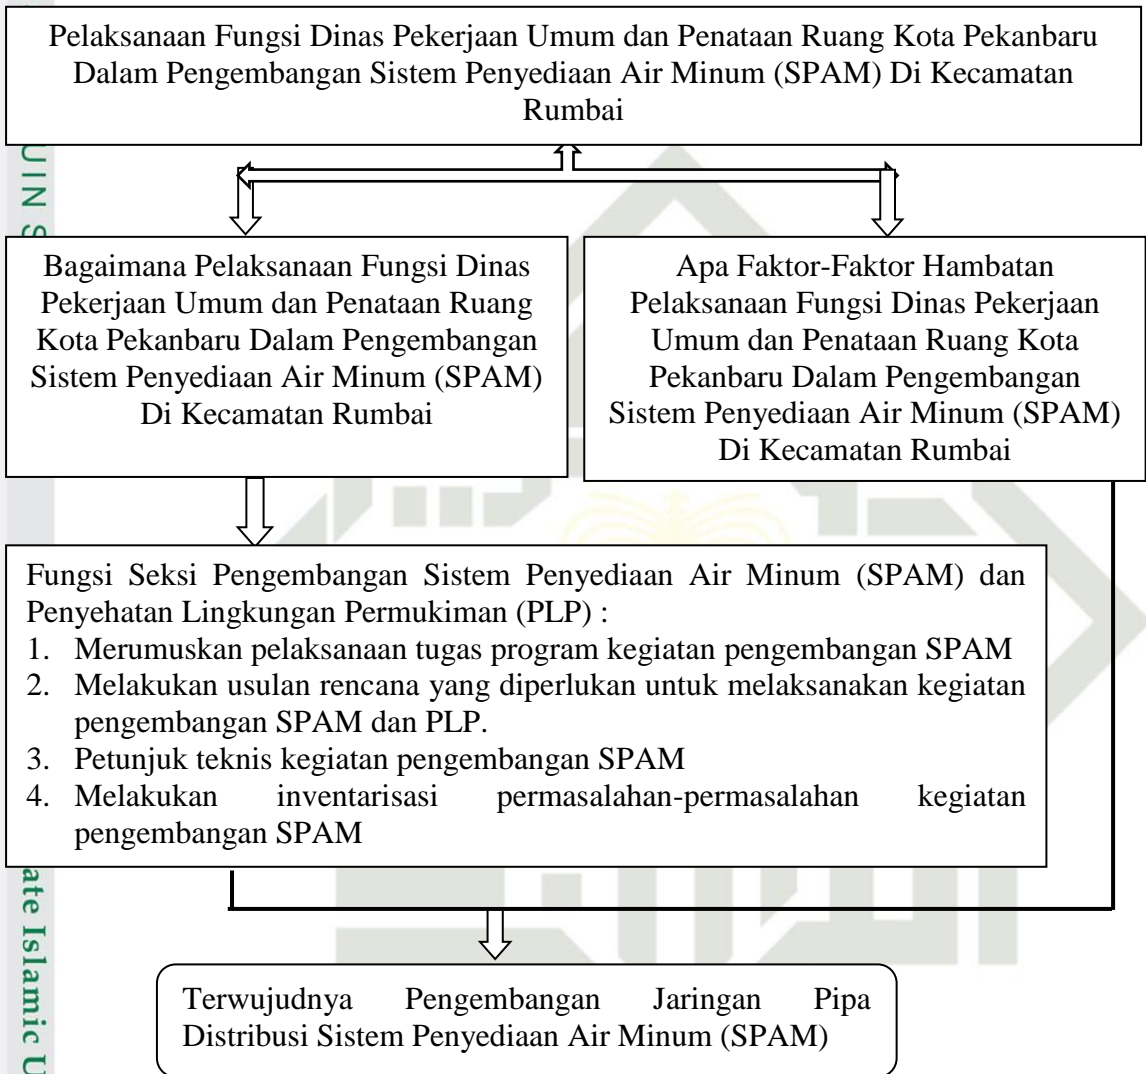 Pelaksanaan Fungsi Dinas Pekerjaan Umum dan Penataan Ruang Kota Pekanbaru
Dalam Pengembangan Sistem Penyediaan Air Minum (SPAM) Di Kecamatan
Rumbai
UIN S
Bagaimana Pelaksanaan Fungsi Dinas
Pekerjaan Umum dan Penataan Ruang
Kota Pekanbaru Dalam Pengembangan
Sistem Penyediaan Air Minum (SPAM)
Di Kecamatan Rumbai
Apa Faktor-Faktor Hambatan
Pelaksanaan Fungsi Dinas Pekerjaan
Umum dan Penataan Ruang Kota
Pekanbaru Dalam Pengembangan
Sistem Penyediaan Air Minum (SPAM)
Di Kecamatan Rumbai
Fungsi Seksi Pengembangan Sistem Penyediaan Air Minum (SPAM) dan
Penyehatan Lingkungan Permukiman (PLP) :
1. Merumuskan pelaksanaan tugas program kegiatan pengembangan SPAM
2. Melakukan usulan rencana yang diperlukan untuk melaksanakan kegiatan
pengembangan SPAM dan PLP.
3. Petunjuk teknis kegiatan pengembangan SPAM
4. Melakukan inventarisasi permasalahan-permasalahan kegiatan
pengembangan SPAM
ate Islamic U
Terwujudnya Pengembangan Jaringan Pipa
Distribusi Sistem Penyediaan Air Minum (SPAM)